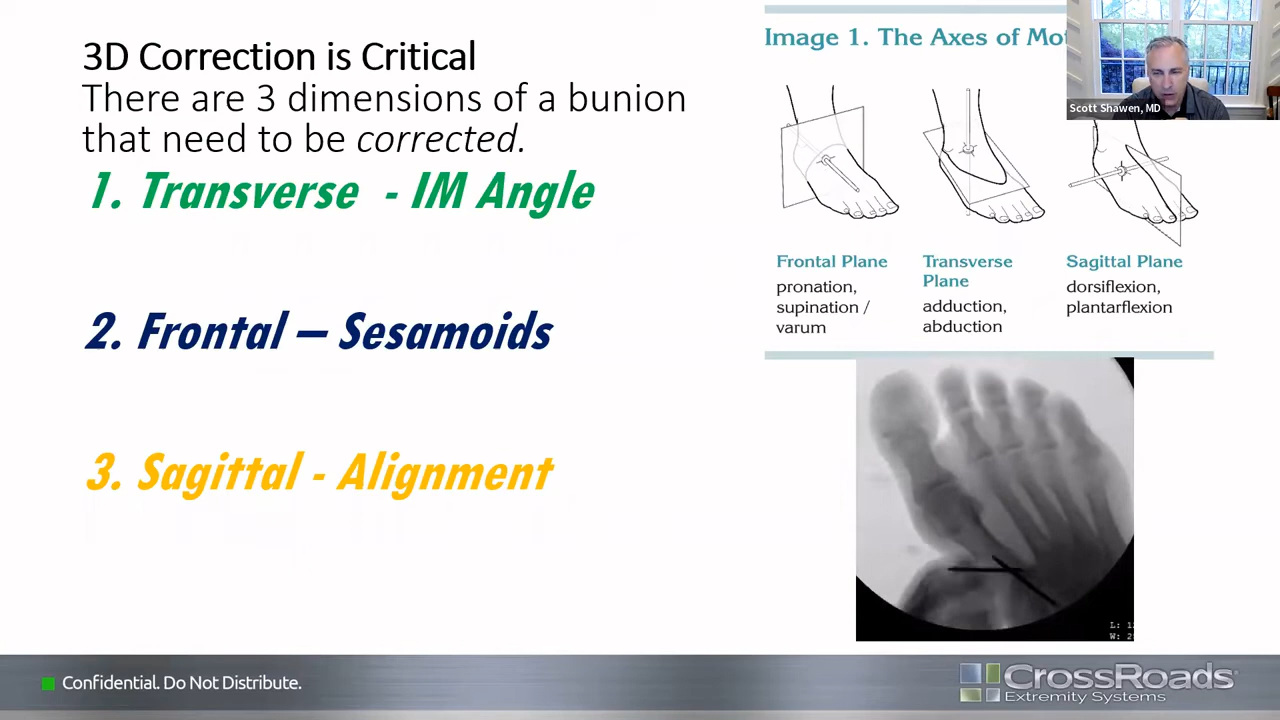 3D Correction is Critical
There are 3 dimensions of a bunion
that need to be corrected.
1. Transverse - IM Angle
2. Frontal – Sesamoids
3. Sagittal - Alignment
Image 1. The Axes of
Scott Shawen, MD
Frontal Plane
pronation,
supination /
varum
Transverse
Plane
adduction,
abduction
Sagittal Plane
dorsiflexion,
plantarflexion
L:
W:
Confidential. Do Not Distribute.
CrossRoads
Extremity Systems